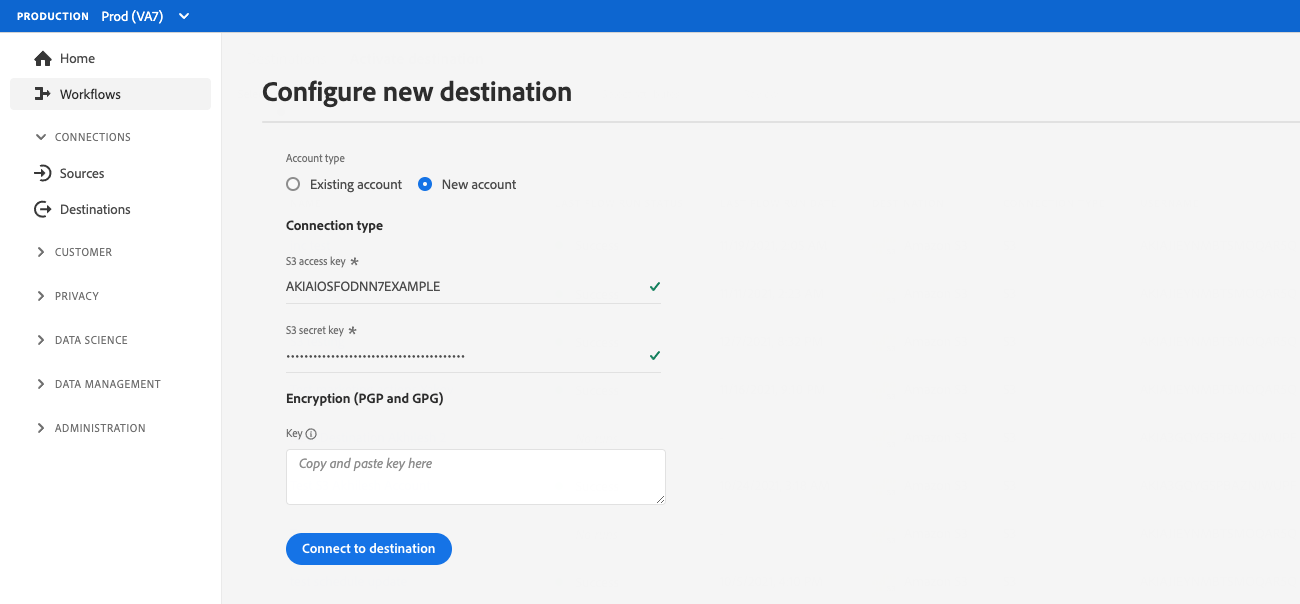 PRODUCTION Prod (VA7)
Home
Workflows
CONNECTIONS
Sources
Destinations
CUSTOMER
PRIVACY
DATA SCIENCE
DATA MANAGEMENT
ADMINISTRATION
Configure new destination
Account type
Existing account New account
Connection type
S3 access key *
AKIAIOSFODNN7EXAMPLE
S3 secret key *
••••••••••••••••••••••••••••••••••••••••
Encryption (PGP and GPG)
Key
Copy and paste key here
Connect to destination